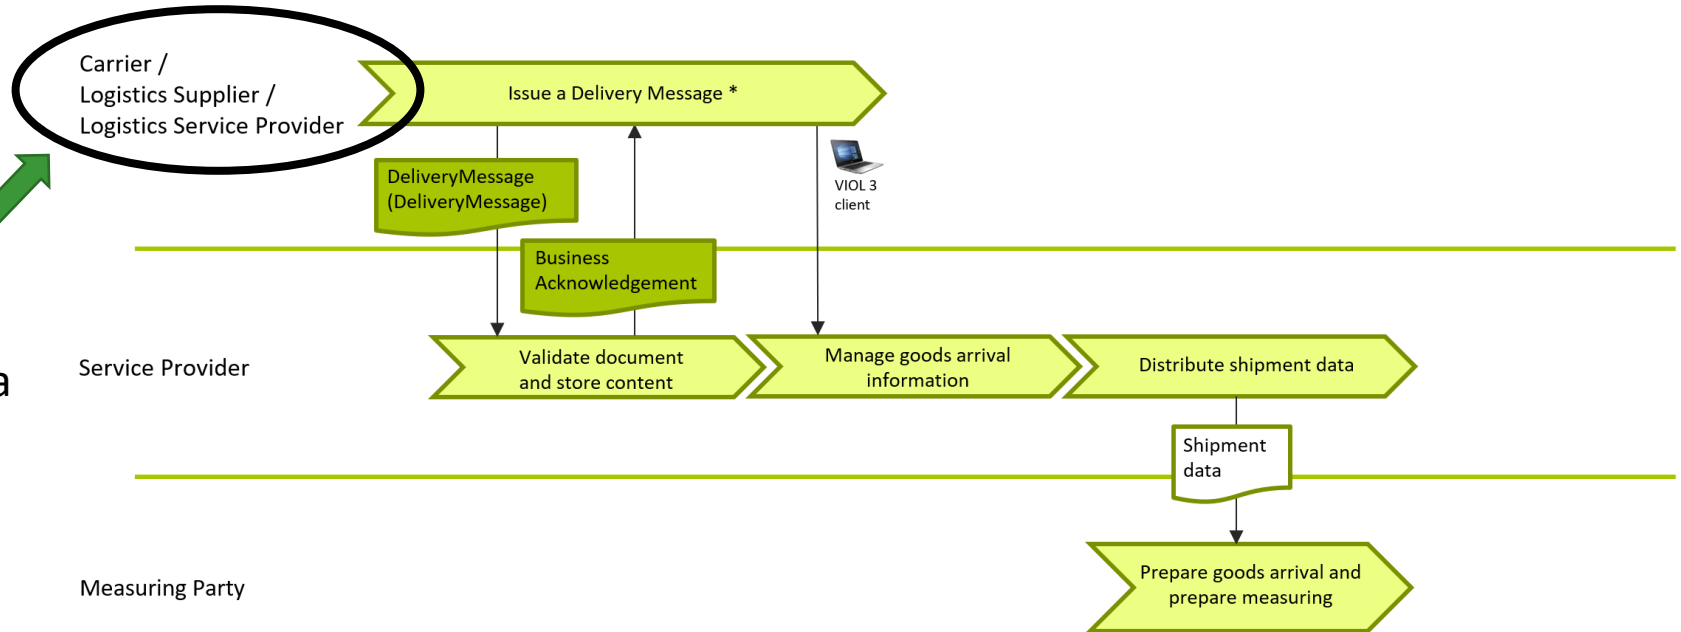 Carrier /
Logistics Supplier /
Logistics Service Provider
Issue a Delivery Message *
DeliveryMessage
(DeliveryMessage)
VIOL 3
client
Business
Acknowledgement
a
Service Provider
Validate document
and store content
Manage goods arrival
information
Distribute shipment data
Shipment
data
Measuring Party
Prepare goods arrival and
prepare measuring